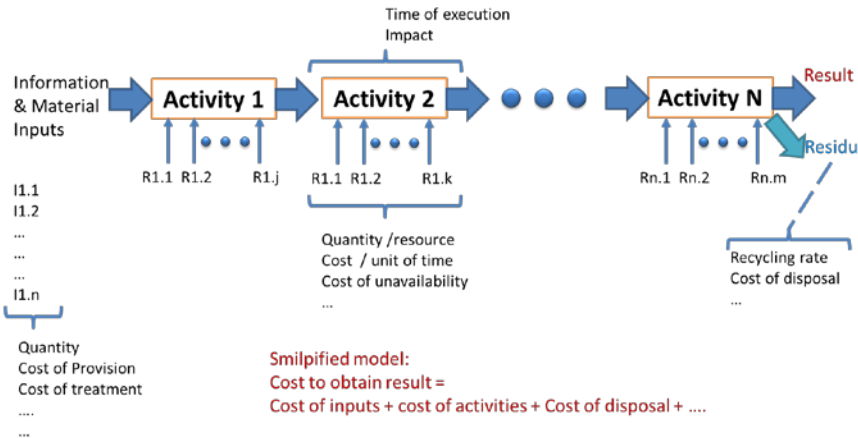 Time of execution
Impact
Information
& Material
Inputs
Activity 1
Activity 2
Activity N
Result
Residu
R1.1 R1.2 R1.j
R1.1 R1.2 R1.k
Rn.1 Rn.2 Rn.m
I1.1
I1.2
...
...
...
I1.n
Quantity /resource
Cost / unit of time
Cost of unavailability
...
Recycling rate
Cost of disposal
...
Quantity
Cost of Provision
Cost of treatment
....
...
Smilpified model:
Cost to obtain result =
Cost of inputs + cost of activities + Cost of disposal + ....